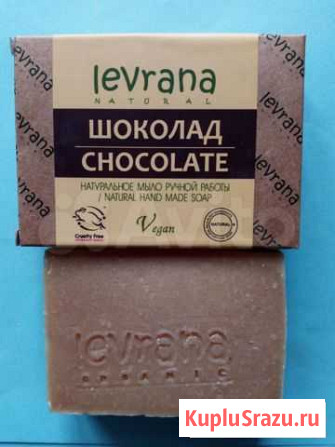 levrana
NATURAL
ШОКОЛАД
CHOCOLATE
НАТУРАЛЬНОЕ МЫЛО РУЧНОЙ РАБОТЫ
/ NATURAL HAND MADE SOAP
Cruelty Free
Vegan
NATURAL
levrana
levrana
levrana
levrana
ORGANIC
KupluSrazu.ru